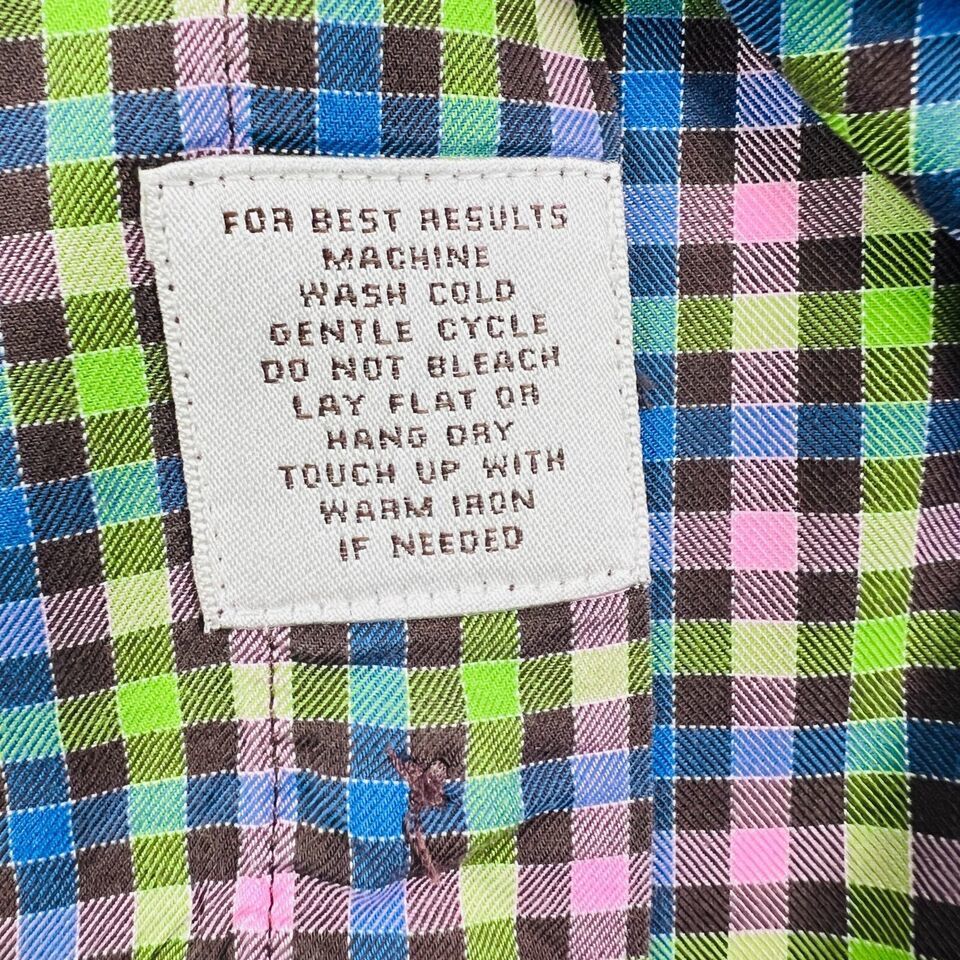 FOR BEST RESULTS
MACHINE
WASH COLD
GENTLE CYCLE
DO NOT BLEACH
LAY FLAT OR
HANG DRY
TOUCH UP WITH
WARM IRON
IF NEEDED